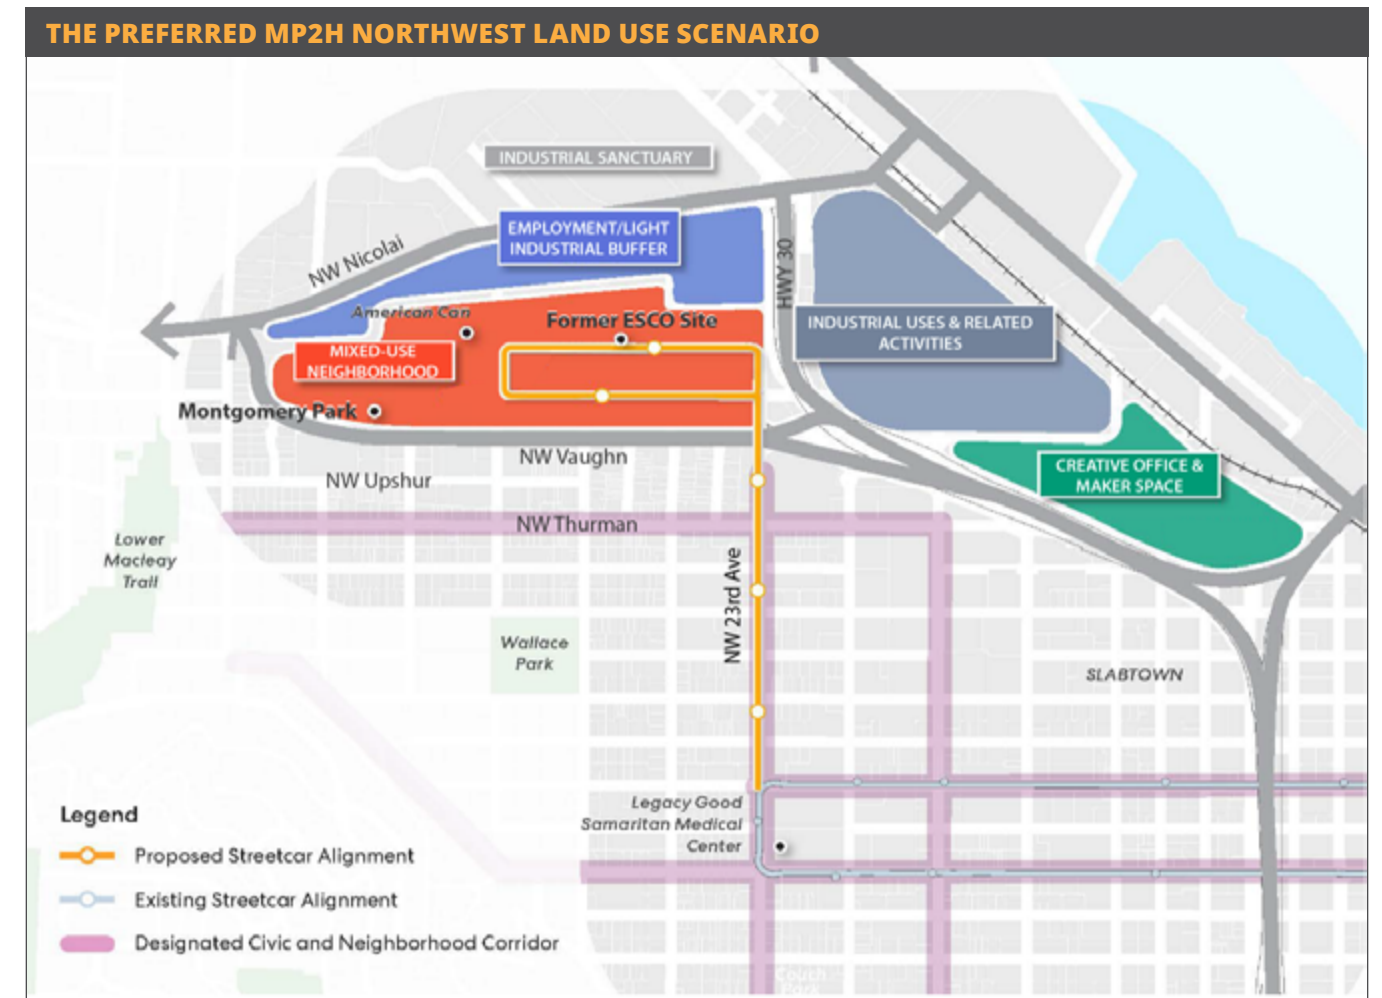 THE PREFERRED MP2H NORTHWEST LAND USE SCENARIO
INDUSTRIAL SANCTUARY
EMPLOYMENT/LIGHT
INDUSTRIAL BUFFER
NW Nicolai
HWY 30
American Can
Former ESCO Site
INDUSTRIAL USES & RELATED
ACTIVITIES
MIXED-USE
NEIGHBORHOOD
Montgomery Park
NW Vaughn
CREATIVE OFFICE &
MAKER SPACE
NW Upshur
NW Thurman
Lower
Macleay
Trail
NW 23rd Ave
Wallace
Park
SLABTOWN
Legacy Good
Samaritan Medical
Center
Legend
Proposed Streetcar Alignment
Existing Streetcar Alignment
Designated Civic and Neighborhood Corridor
Couch
Park